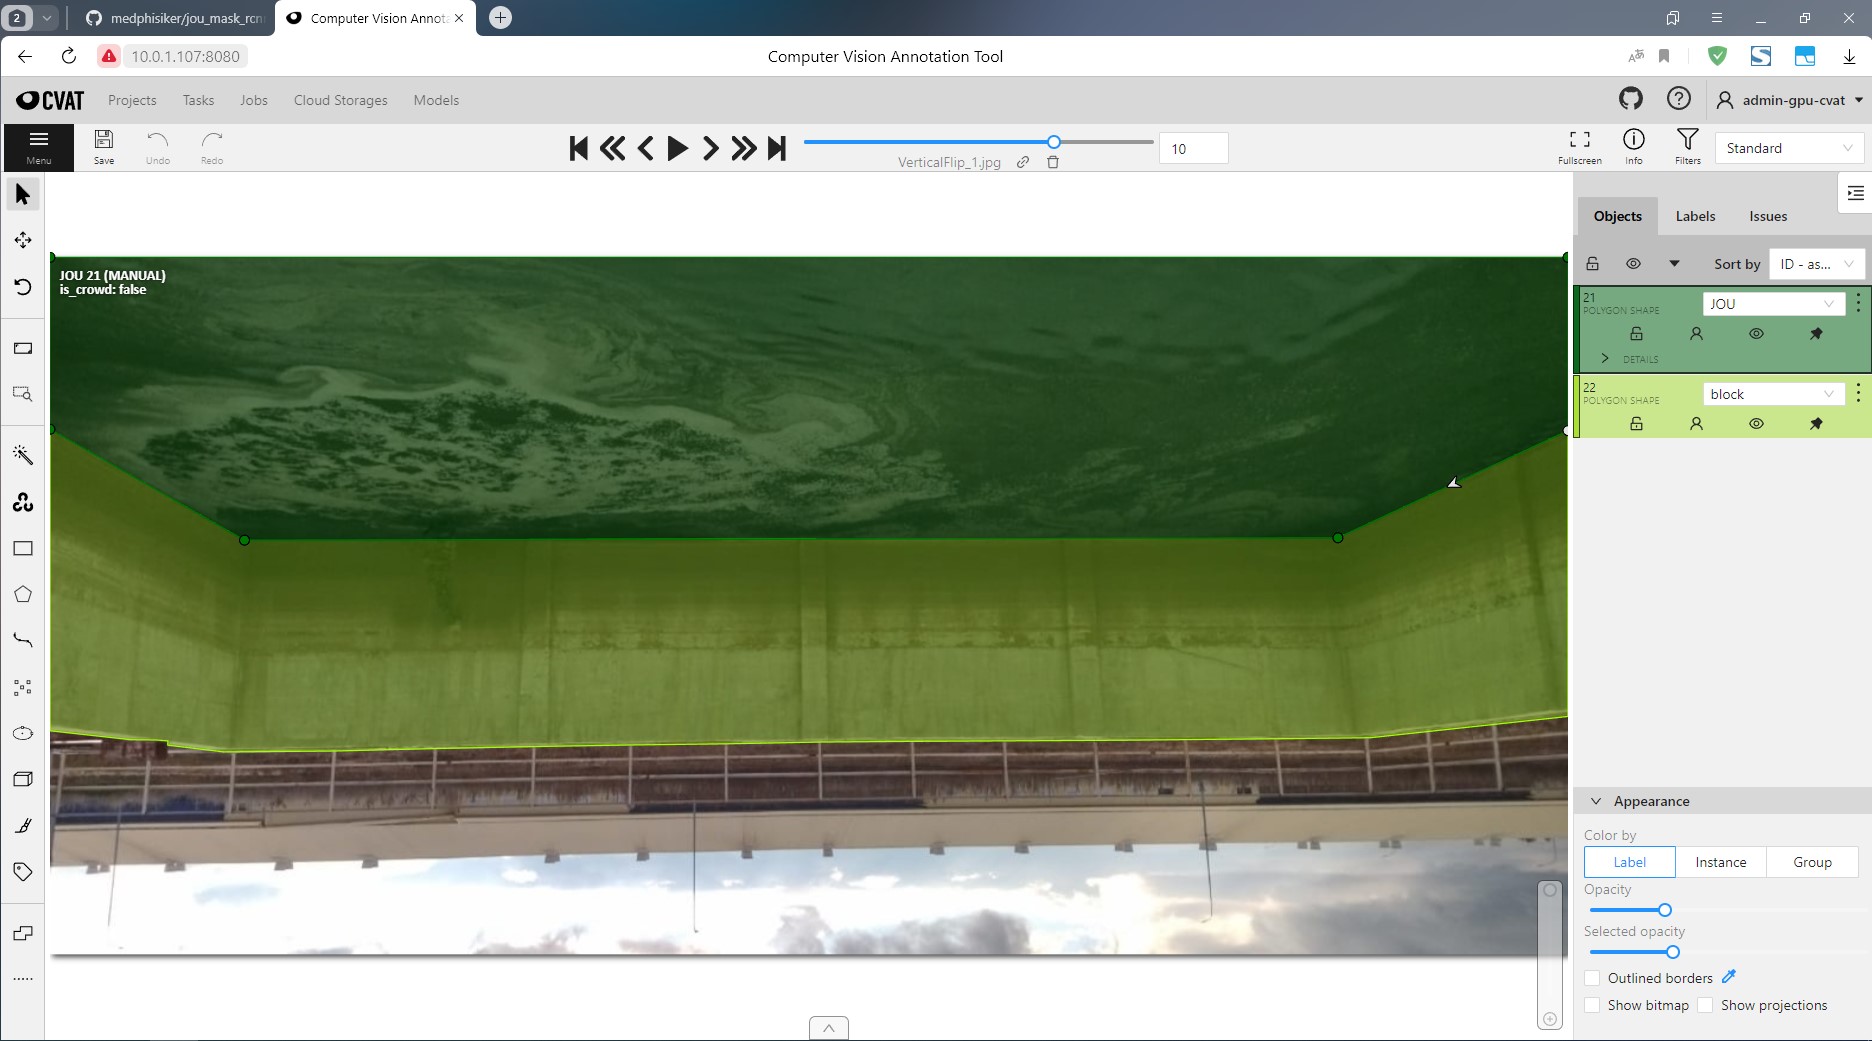 2
medphisiker/jou_mask_rcn
Computer Vision Annota
10.0.1.107:8080
Computer Vision Annotation Tool
CVAT
Projects
Tasks
Jobs
Cloud Storages
Models
admin-gpu-cvat
Menu
Save
Undo
Redo
VerticalFlip_1.jpg
10
Fullscreen
Info
Filters
Standard
Objects
Labels
Issues
Sort by
ID - as...
JOU 21 (MANUAL)
is_crowd: false
21
POLYGON SHAPE
JOU
DETAILS
22
POLYGON SHAPE
block
Appearance
Color by
Label
Instance
Group
Opacity
Selected opacity
Outlined borders
Show bitmap
Show projections